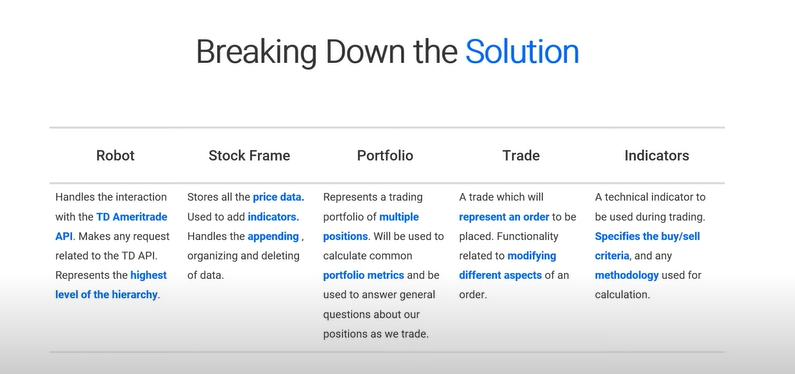 Breaking Down the Solution
Robot
Stock Frame
Portfolio
Trade
Indicators
Handles the interaction
with the TD Ameritrade
API. Makes any request
related to the TD API.
Represents the highest
level of the hierarchy.
Stores all the price data.
Used to add indicators.
Handles the appending ,
organizing and deleting
of data.
Represents a trading
portfolio of multiple
positions. Will be used to
calculate common
portfolio metrics and be
used to answer general
questions about our
positions as we trade.
A trade which will
represent an order to be
placed. Functionality
related to modifying
different aspects of an
order.
A technical indicator to
be used during trading.
Specifies the buy/sell
criteria, and any
methodology used for
calculation.